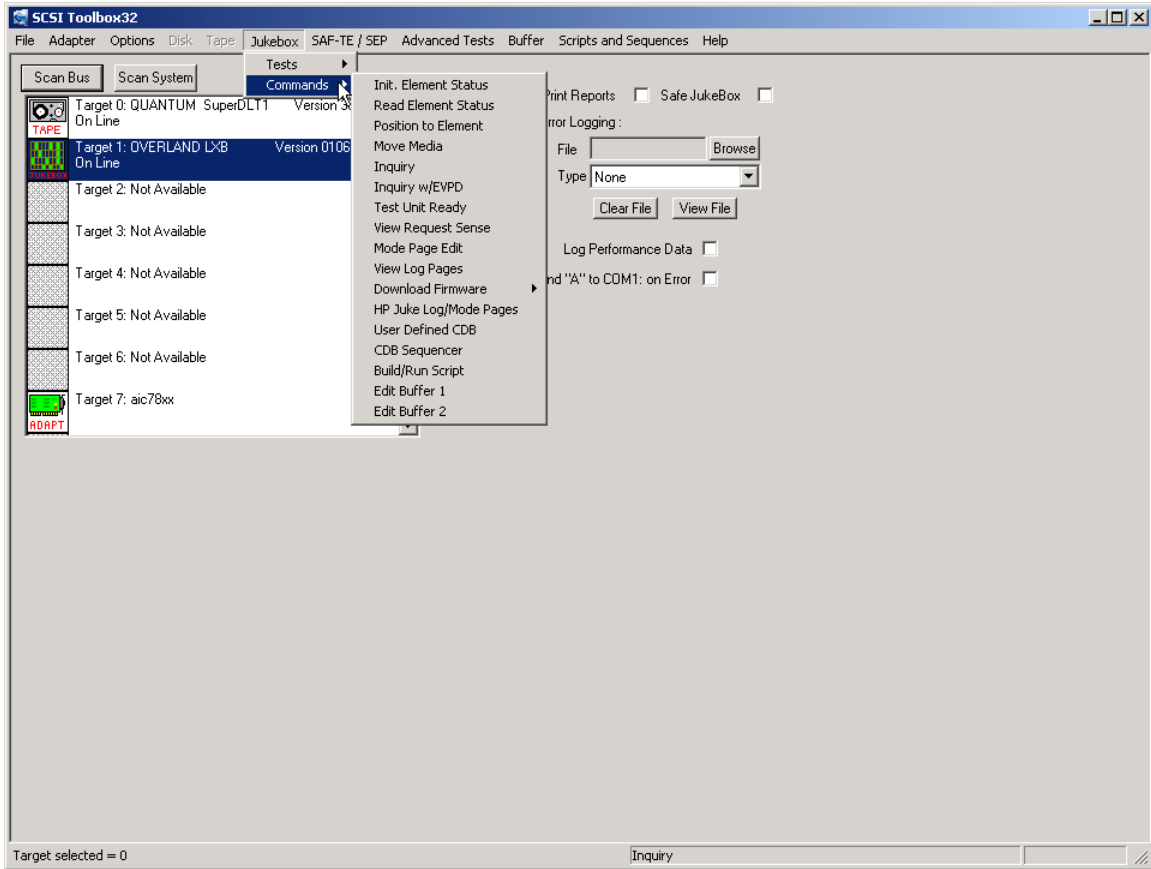 SCSI Toolbox32
File Adapter Options Disk Tape Jukebox SAF-TE / SEP Advanced Tests Buffer Scripts and Sequences Help
Scan Bus Scan System
Tests
Commands
Init. Element Status
Read Element Status
Position to Element
Move Media
Inquiry
Inquiry w/EVPD
Test Unit Ready
View Request Sense
Mode Page Edit
View Log Pages
Download Firmware
HP Juke Log/Mode Pages
User Defined CDB
CDB Sequencer
Build/Run Script
Edit Buffer 1
Edit Buffer 2
TAPE
Target 0: QUANTUM SuperDLT1 Version
On Line
JUKEBOX
Target 1: OVERLAND LXB Version 0106
On Line
Target 2: Not Available
Target 3: Not Available
Target 4: Not Available
Target 5: Not Available
Target 6: Not Available
ADAPT
Target 7: aic78xx
Print Reports Safe JukeBox
rror Logging :
File Browse
Type None
Clear File View File
Log Performance Data
nd "A" to COM1: on Error
Target selected = 0
Inquiry